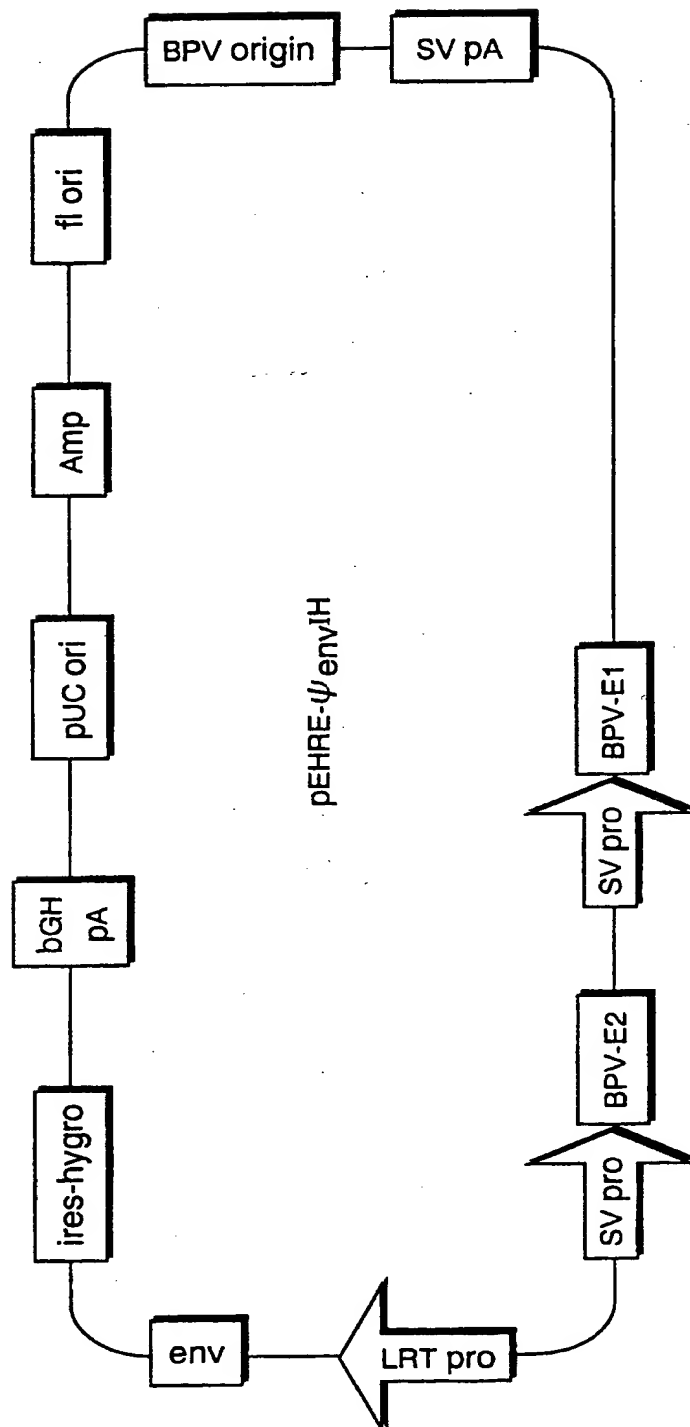 BPV origin
SV pA
fl ori
Amp
pUC ori
bGH
pA
ires-hygro
env
LRT pro
SV pro
BPV-E2
SV pro
BPV-E1
pEHRE-ψenvIH